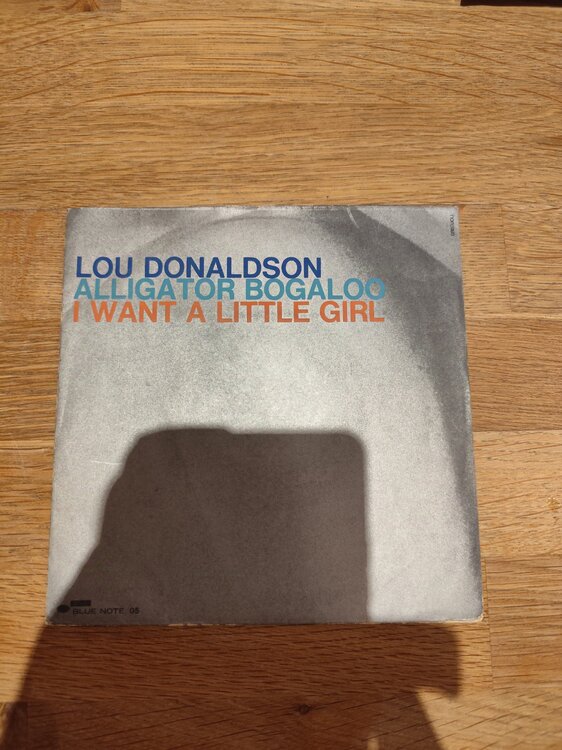 LOU DONALDSON
ALLIGATOR BOGALOO
I WANT A LITTLE GIRL
BLUE NOTE 05